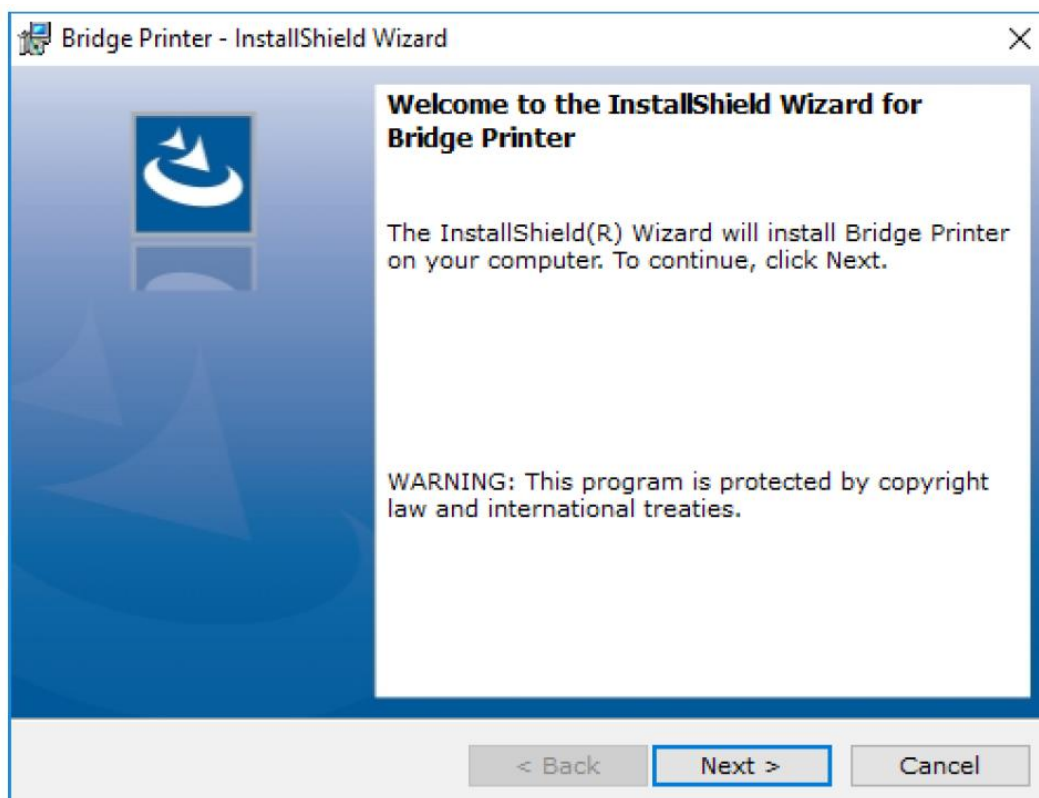 Bridge Printer - InstallShield Wizard
Welcome to the InstallShield Wizard for
Bridge Printer
The InstallShield(R) Wizard will install Bridge Printer
on your computer. To continue, click Next.
WARNING: This program is protected by copyright
law and international treaties.
< Back
Next >
Cancel